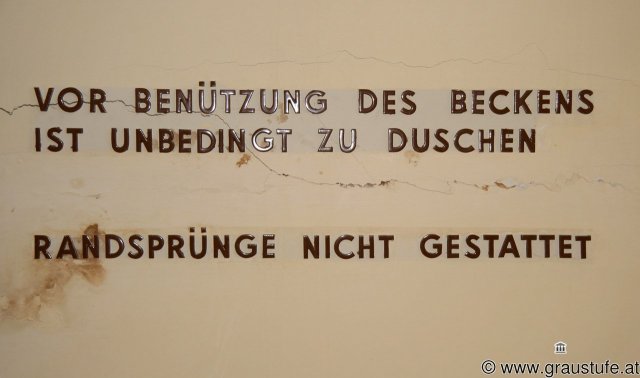 VOR BENÜTZUNG DES BECKENS
IST UNBEDINGT ZU DUSCHEN
RANDSPRÜNGE NICHT GESTATTET
© www.graustufe.at